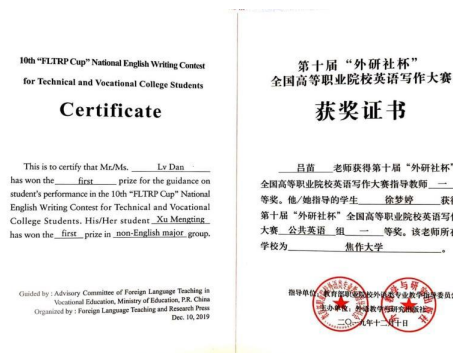 10th “FLTRP Cup” National English Writing Contest
for Technical and Vocational College Students
Certificate
This is to certify that Mr./Ms. Lv Dan
has won the first prize for the guidance on
student's performance in the 10th “FLTRP Cup” National
English Writing Contest for Technical and Vocational
College Students. His/Her student Xu Mengting
has won the first prize in non-English major group.
Guided by : Advisory Committee of Foreign Language Teaching in
Vocational Education, Ministry of Education, P.R. China
Organized by : Foreign Language Teaching and Research Press
Dec. 10, 2019
第十届“外研社杯”
全国高等职业院校英语写作大赛
获奖证书
吕苗 老师获得第十届“外研社杯”
全国高等职业院校英语写作大赛指导教师 一
等奖。他/她指导的学生 徐梦婷 获得
第十届“外研社杯”全国高等职业院校英语写作
大赛 公共英语 组 一 等奖。该老师所在
学校为 焦作大学 。
指导单位：教育部职业院校外语类专业教学指导委员会
主办单位：外语教学与研究出版社
二〇一九年十二月十日